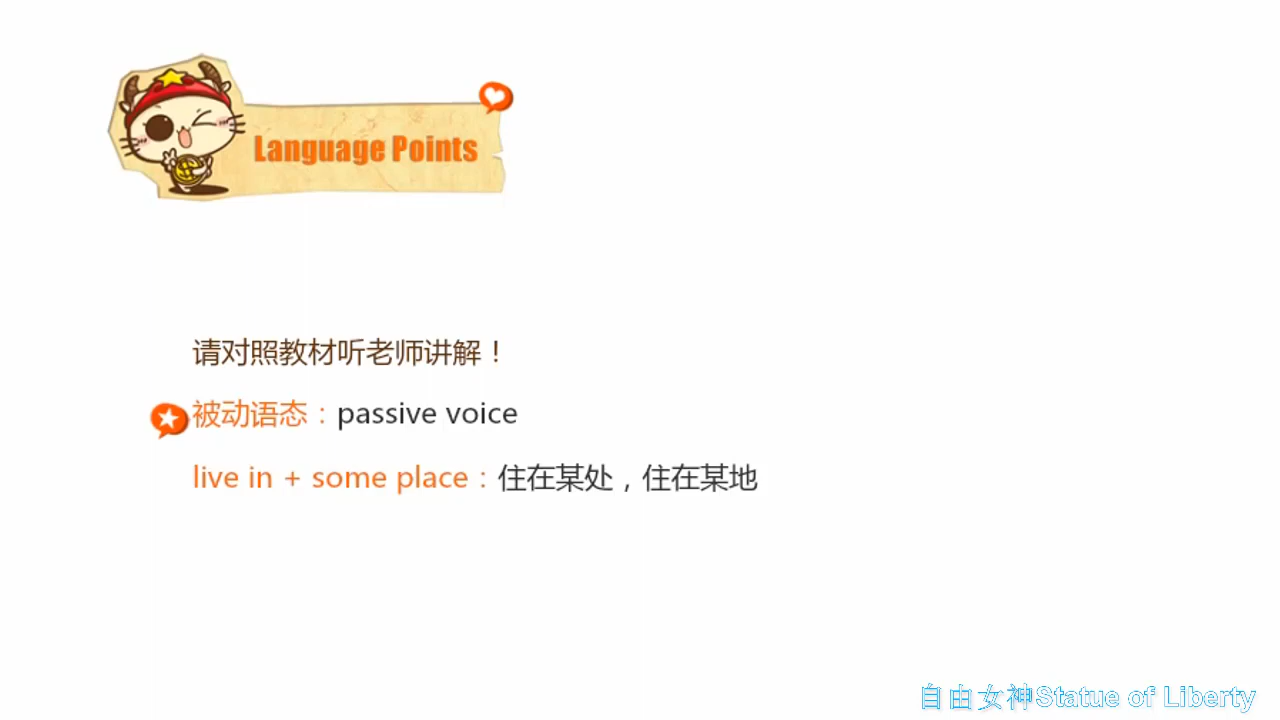 Language Points
请对照教材听老师讲解！
被动语态：passive voice
live in + some place：住在某处，住在某地
自由女神Statue of Liberty